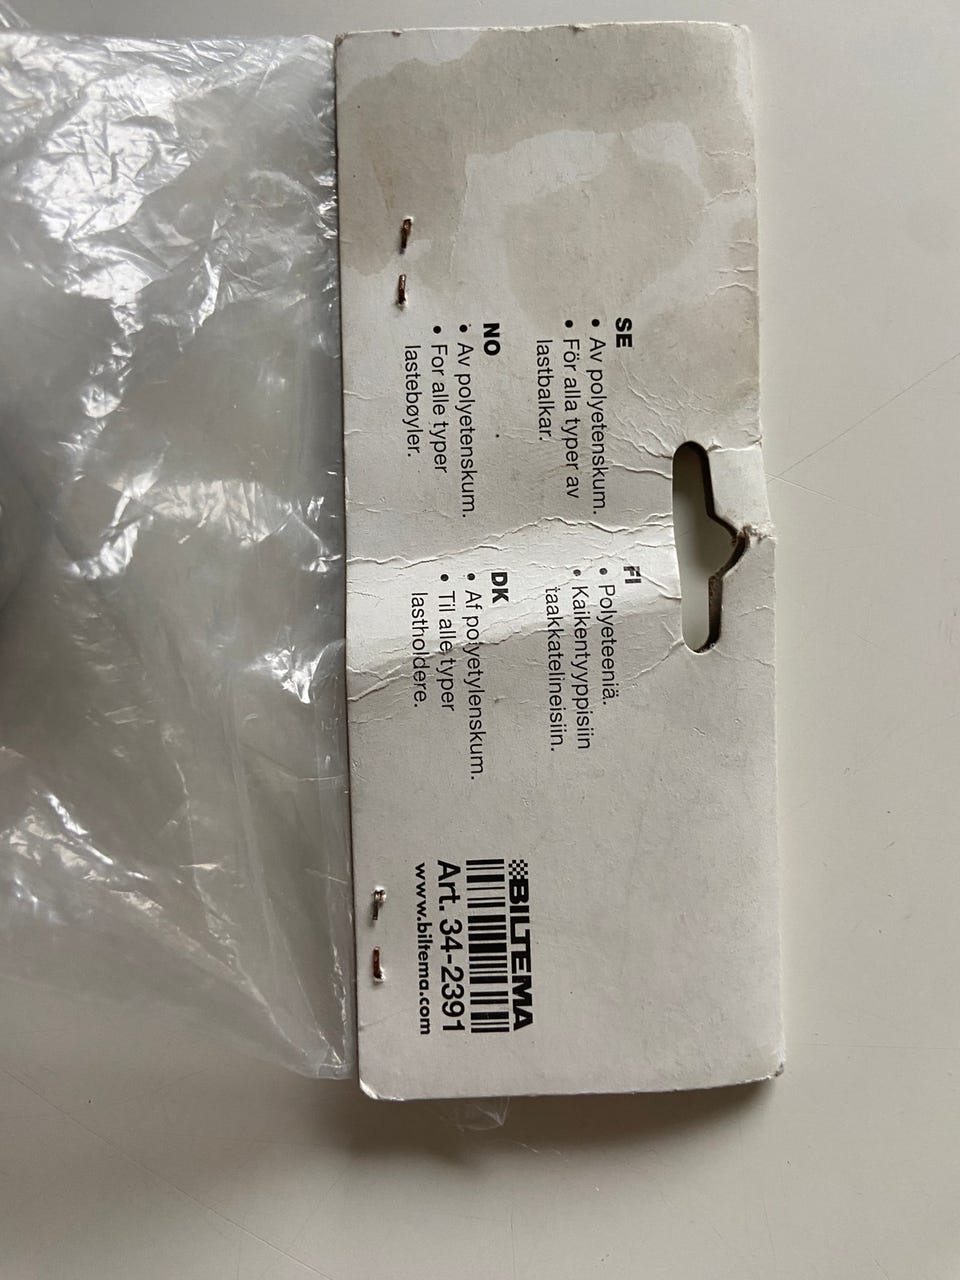 SE
• Av polyetenskum.
• För alla typer av
lastbalkar.
FI
• Polyeteeniä.
• Kaikentyyppisiin
taakkatelineisiin.
NO
• Av polyetenskum.
• For alle typer
lastebøyler.
DK
• Af polyetylenskum.
• Til alle typer
lastholdere.
BILTEMA
Art. 34-2391
www.biltema.com